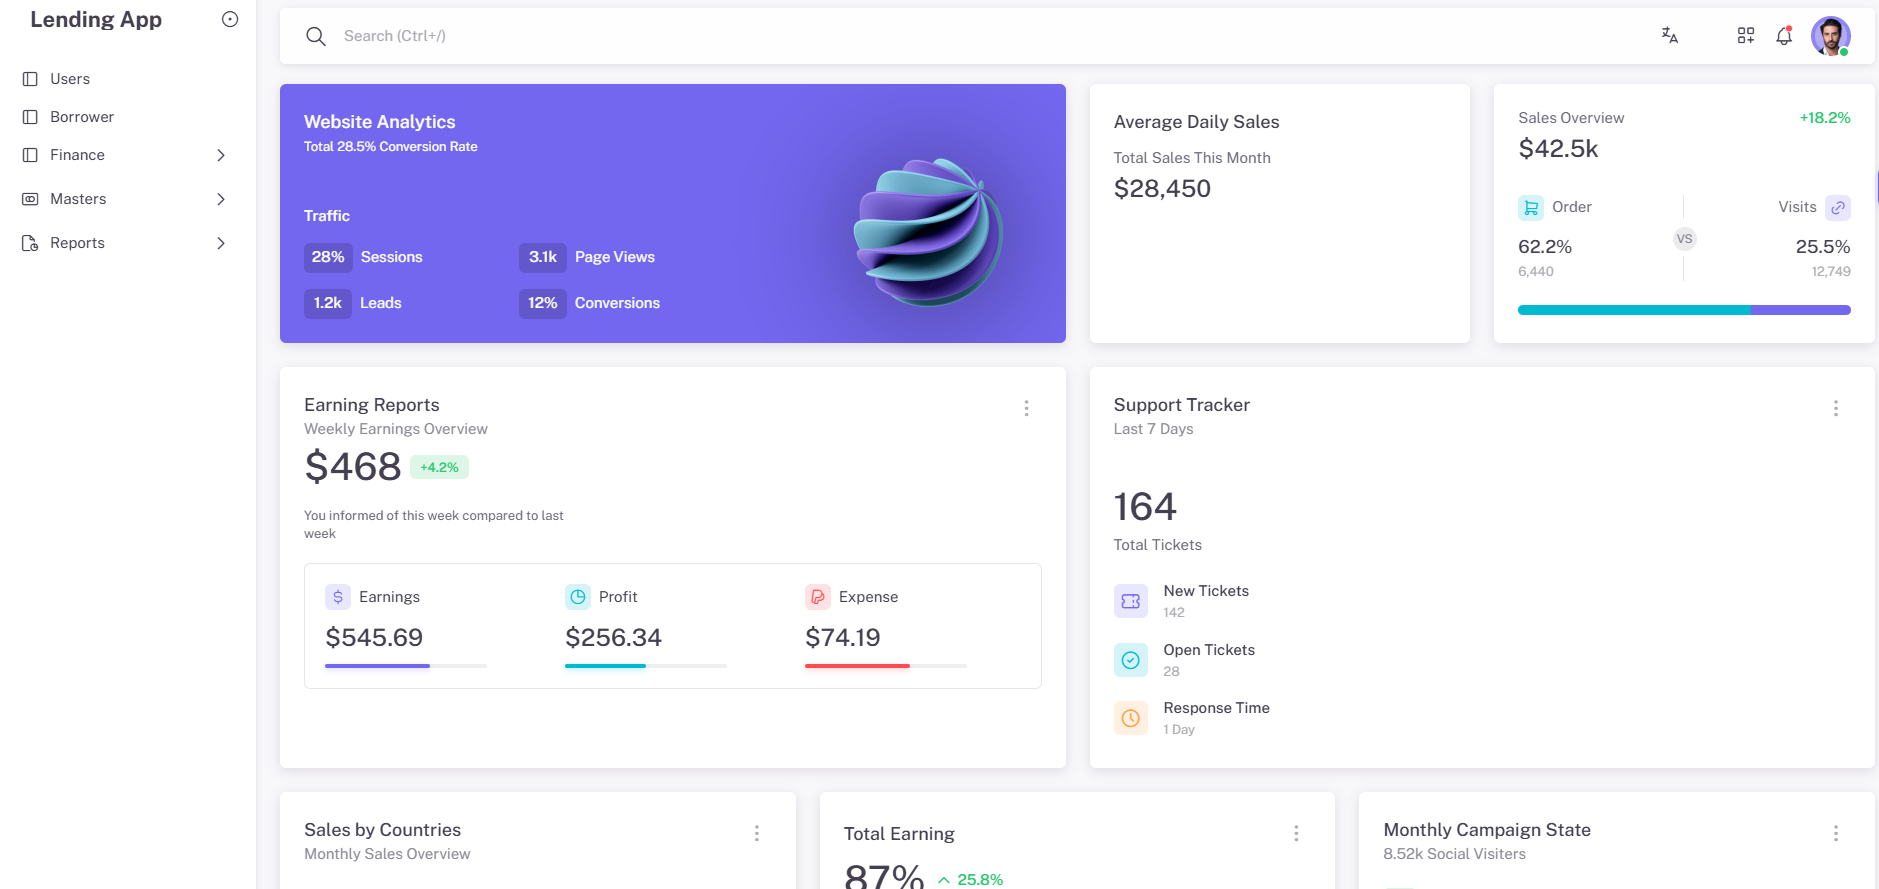 Lending App
Users
Borrower
Finance
Masters
Reports
Search (Ctrl+/)
Website Analytics
Total 28.5% Conversion Rate
Traffic
28% Sessions
3.1k Page Views
1.2k Leads
12% Conversions
Average Daily Sales
Total Sales This Month
$28,450
Sales Overview
+18.2%
$42.5k
Order
Visits
VS
62.2%
25.5%
6,440
12,749
Earning Reports
Weekly Earnings Overview
$468 +4.2%
You informed of this week compared to last
week
Earnings
$545.69
Profit
$256.34
Expense
$74.19
Support Tracker
Last 7 Days
164
Total Tickets
New Tickets
142
Open Tickets
28
Response Time
1 Day
Sales by Countries
Monthly Sales Overview
Total Earning
87% 25.8%
Monthly Campaign State
8.52k Social Visiters